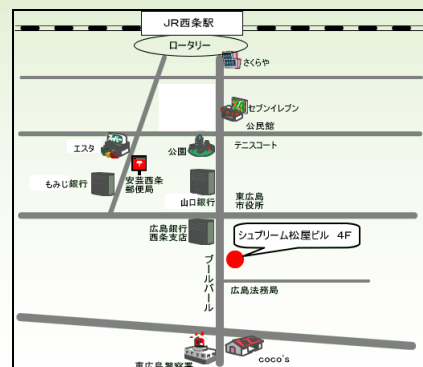 JR西条駅
ロータリー
さくらや
セブンイレブン
公民館
エスタ
公園
テニスコート
もみじ銀行
安芸西条
郵便局
山口銀行
東広島
市役所
広島銀行
西条支店
シュブリーム松屋ビル 4F
ブールバール
広島法務局
東広島警察署
coco's